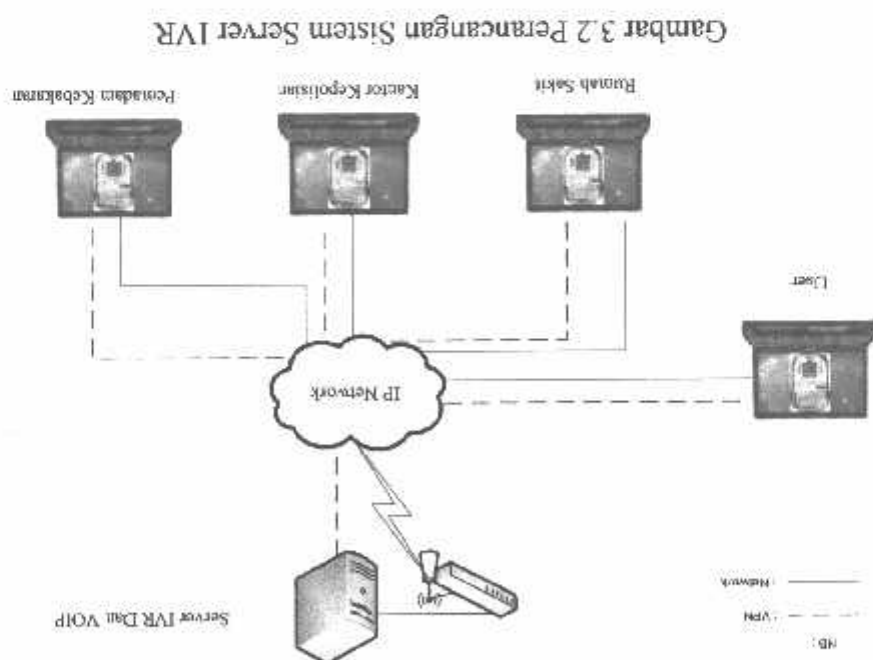 NB :
: VPN
: Network
Server IVR Dan VOIP
IP Network
User
Rumah Sakit
Kantor Kepolisian
Pemadam Kebakaran
Gambar 3.2 Perancangan Sistem Server IVR